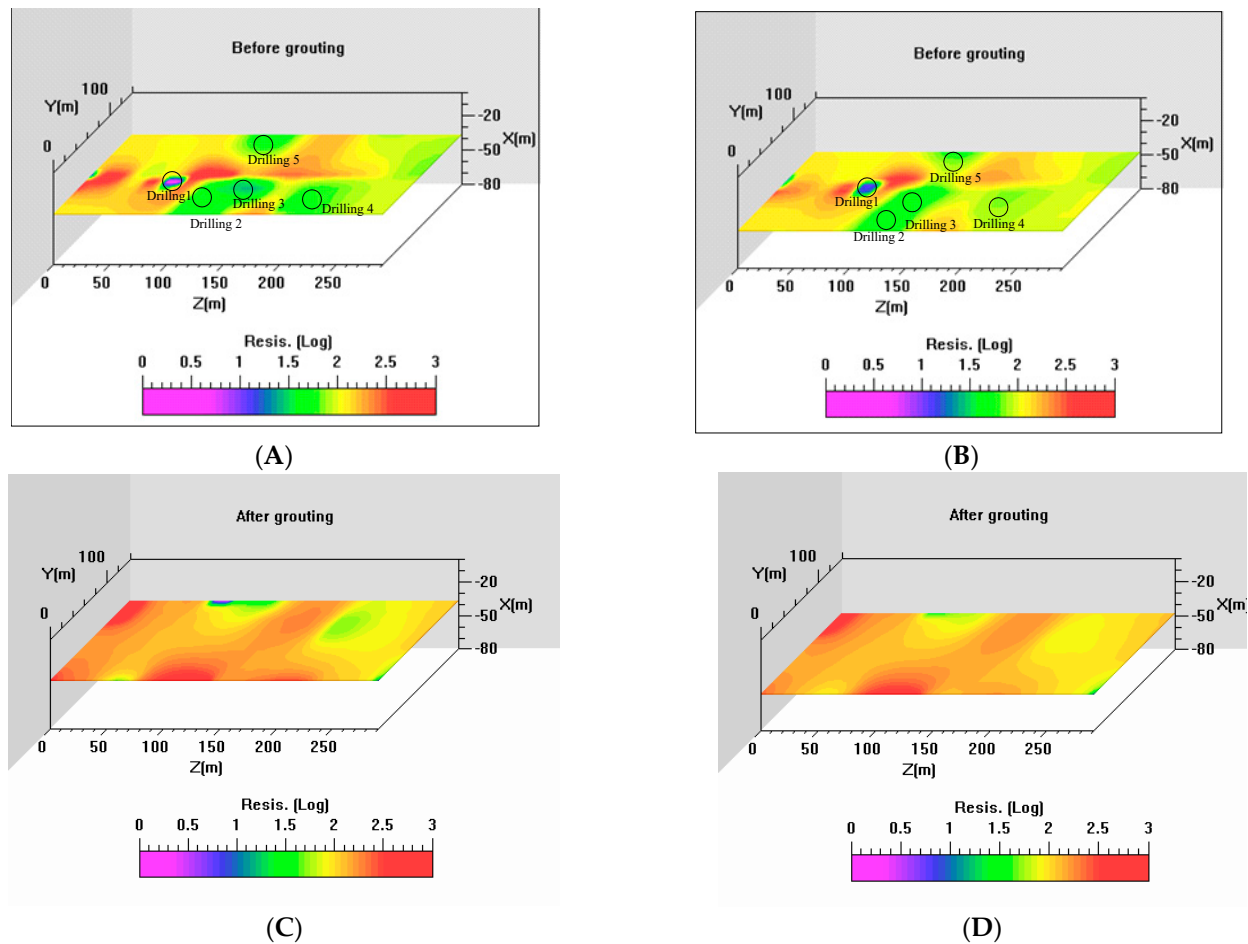 Before grouting
Y(m)
100
0
-20
-50
-80
X(m)
Drilling 5
Drillng1
Drilling 2
Drilling 3
Drilling 4
0 50 100 150 200 250
Z(m)
Resis. (Log)
0 0.5 1 1.5 2 2.5 3
(A)
Before grouting
Y(m)
100
0
-20
-50
-80
X(m)
Drilling 5
Drillng1
Drilling 2
Drilling 3
Drilling 4
0 50 100 150 200 250
Z(m)
Resis. (Log)
0 0.5 1 1.5 2 2.5 3
(B)
After grouting
Y(m)
100
0
-20
-50
-80
X(m)
0 50 100 150 200 250
Z(m)
Resis. (Log)
0 0.5 1 1.5 2 2.5 3
(C)
After grouting
Y(m)
100
0
-20
-50
-80
X(m)
0 50 100 150 200 250
Z(m)
Resis. (Log)
0 0.5 1 1.5 2 2.5 3
(D)